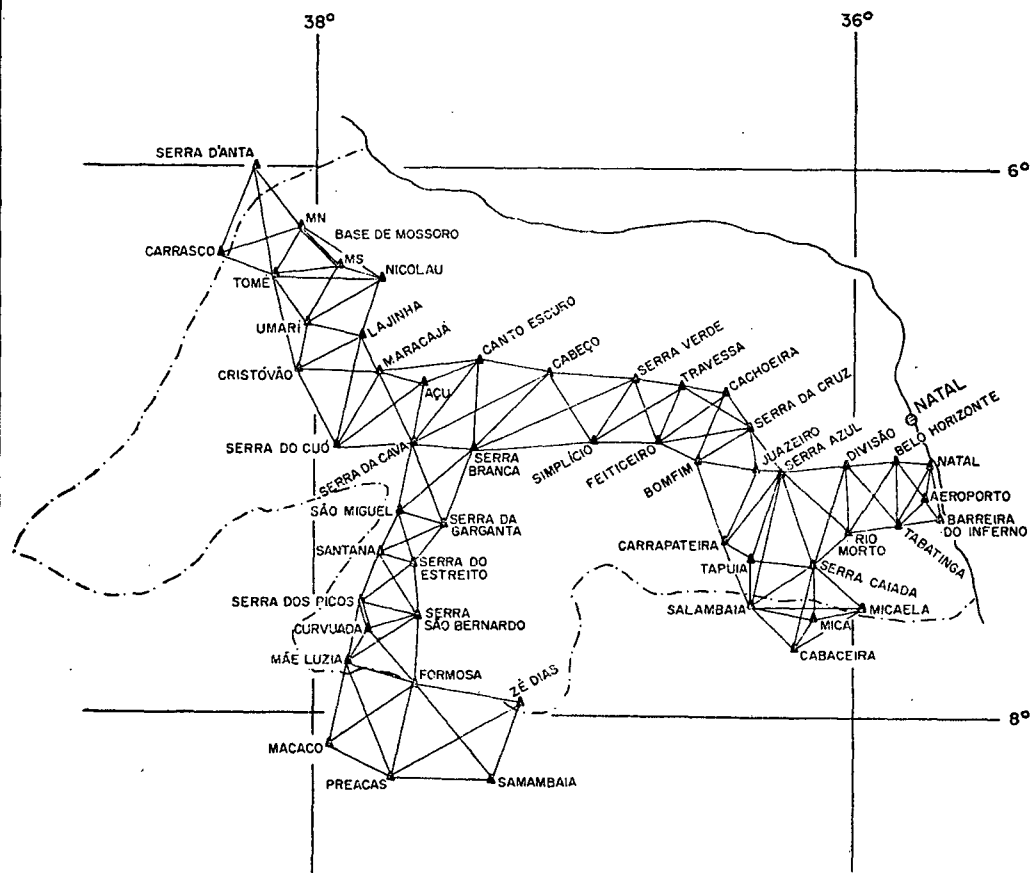 38°
36°
SERRA D'ANTA
6°
MN
BASE DE MOSSORO
CARRASCO
MS
TOMÉ
NICOLAU
UMARÍ
LAJINHA
MARACAJÁ
CANTO ESCURO
CABEÇO
SERRA VERDE
TRAVESSA
CACHOEIRA
CRISTÓVÃO
AÇU
SERRA DA CRUZ
NATAL
SERRA DO CUÓ
SERRA DA CAVA
SERRA
BRANCA
SIMPLÍCIO
FEITICEIRO
BOMFIM
JUAZEIRO
SERRA AZUL
DIVISÃO
BELO HORIZONTE
NATAL
AEROPORTO
BARREIRA
DO INFERNO
SÃO MIGUEL
SERRA DA
GARGANTA
CARRAPATEIRA
RIO
MORTO
TABATINGA
SANTANA
SERRA DO
ESTREITO
TAPUIA
SERRA CAIADA
SERRA DOS PICOS
SERRA
SÃO BERNARDO
SALAMBAIA
MICAELA
CURVUADA
MICA
MÃE LUZIA
CABACEIRA
FORMOSA
ZÉ DIAS
8°
MACACO
PREACAS
SAMAMBAIA